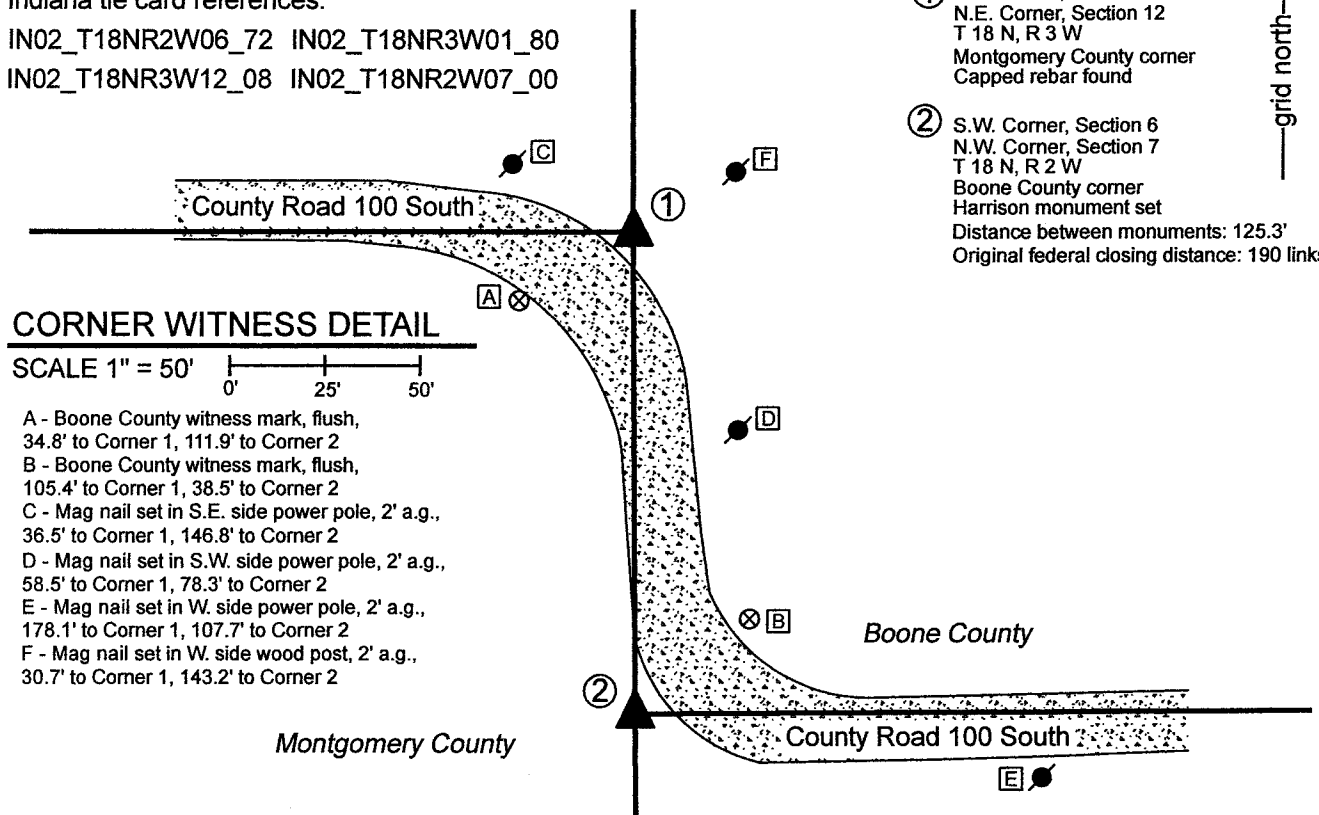 Indiana tie card references:
IN02_T18NR2W06_72 IN02_T18NR3W01_80
IN02_T18NR3W12_08 IN02_T18NR2W07_00
N.E. Corner, Section 12
T 18 N, R 3 W
Montgomery County corner
Capped rebar found
2
S.W. Corner, Section 6
N.W. Corner, Section 7
T 18 N, R 2 W
Boone County corner
Harrison monument set
Distance between monuments: 125.3'
Original federal closing distance: 190 links
grid north
C
F
County Road 100 South
1
A
CORNER WITNESS DETAIL
SCALE 1" = 50'
0' 25' 50'
A - Boone County witness mark, flush,
34.8' to Corner 1, 111.9' to Corner 2
B - Boone County witness mark, flush,
105.4' to Corner 1, 38.5' to Corner 2
C - Mag nail set in S.E. side power pole, 2' a.g.,
36.5' to Corner 1, 146.8' to Corner 2
D - Mag nail set in S.W. side power pole, 2' a.g.,
58.5' to Corner 1, 78.3' to Corner 2
E - Mag nail set in W. side power pole, 2' a.g.,
178.1' to Corner 1, 107.7' to Corner 2
F - Mag nail set in W. side wood post, 2' a.g.,
30.7' to Corner 1, 143.2' to Corner 2
D
B
Boone County
2
Montgomery County
County Road 100 South
E